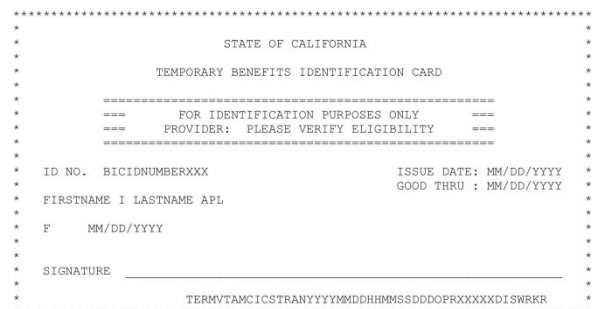 STATE OF CALIFORNIA
TEMPORARY BENEFITS IDENTIFICATION CARD
===================================================
=== FOR IDENTIFICATION PURPOSES ONLY ===
=== PROVIDER: PLEASE VERIFY ELIGIBILITY ===
===================================================
ID NO. BICIDNUMBERXXX ISSUE DATE: MM/DD/YYYY
GOOD THRU : MM/DD/YYYY
FIRSTNAME I LASTNAME APL
F MM/DD/YYYY
SIGNATURE
TERMVTAMCICSTRANYYYYMMDDHHMMSSDDDOPRXXXXXDISWRKR